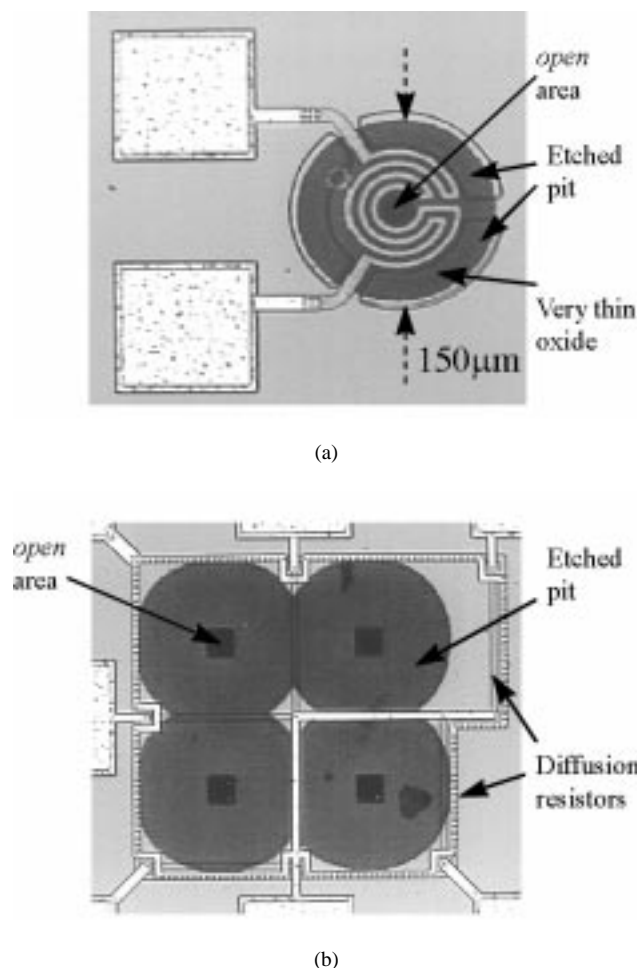 open
area
Etched
pit
Very thin
oxide
150μm
(a)
open
area
Etched
pit
Diffusion
resistors
(b)